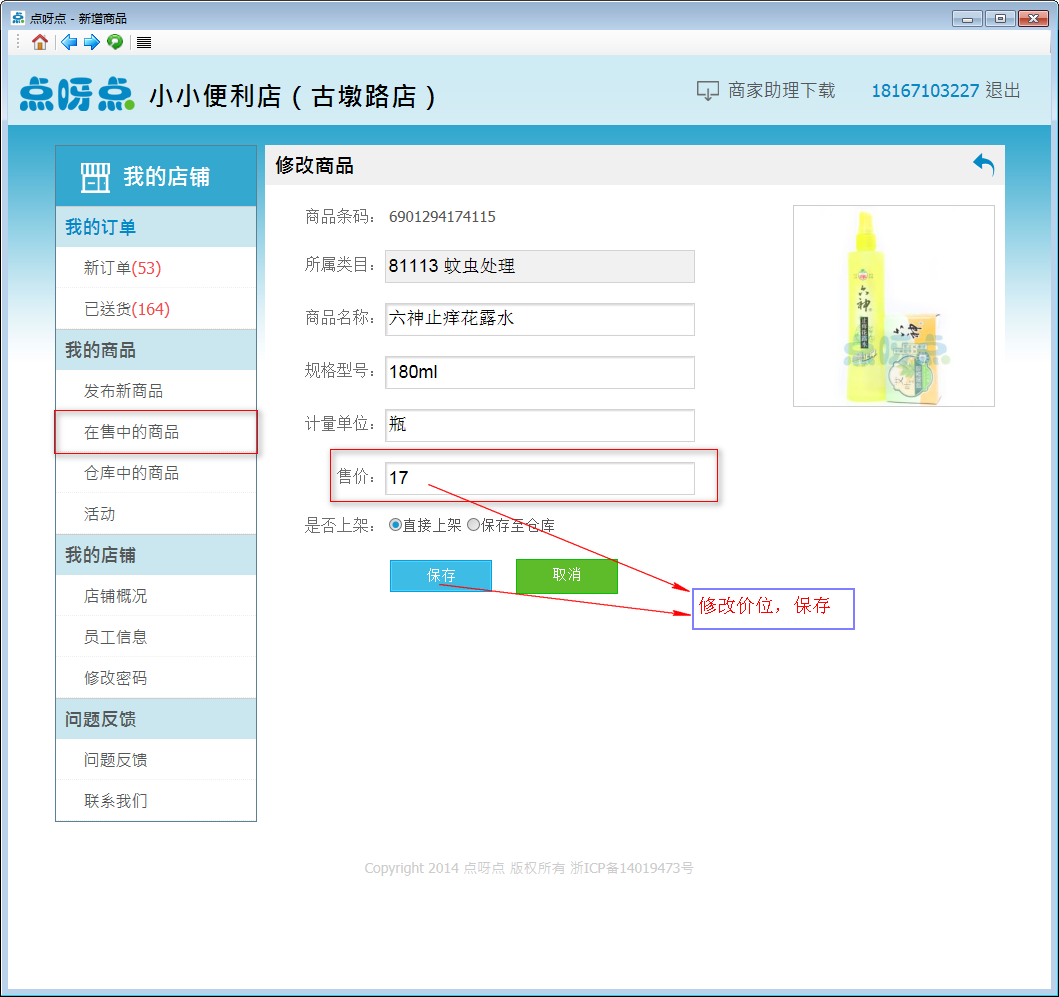 点呀点 - 新增商品
点呀点 小小便利店（古墩路店） 商家助理下载 18167103227 退出
我的店铺
我的订单
新订单(53)
已送货(164)
我的商品
发布新商品
在售中的商品
仓库中的商品
活动
我的店铺
店铺概况
员工信息
修改密码
问题反馈
问题反馈
联系我们
修改商品
商品条码： 6901294174115
所属类目： 81113 蚊虫处理
商品名称： 六神止痒花露水
规格型号： 180ml
计量单位： 瓶
售价： 17
是否上架： 直接上架 保存至仓库
保存 取消
六神
六神
点呀点
修改价位，保存
Copyright 2014 点呀点 版权所有 浙ICP备14019473号